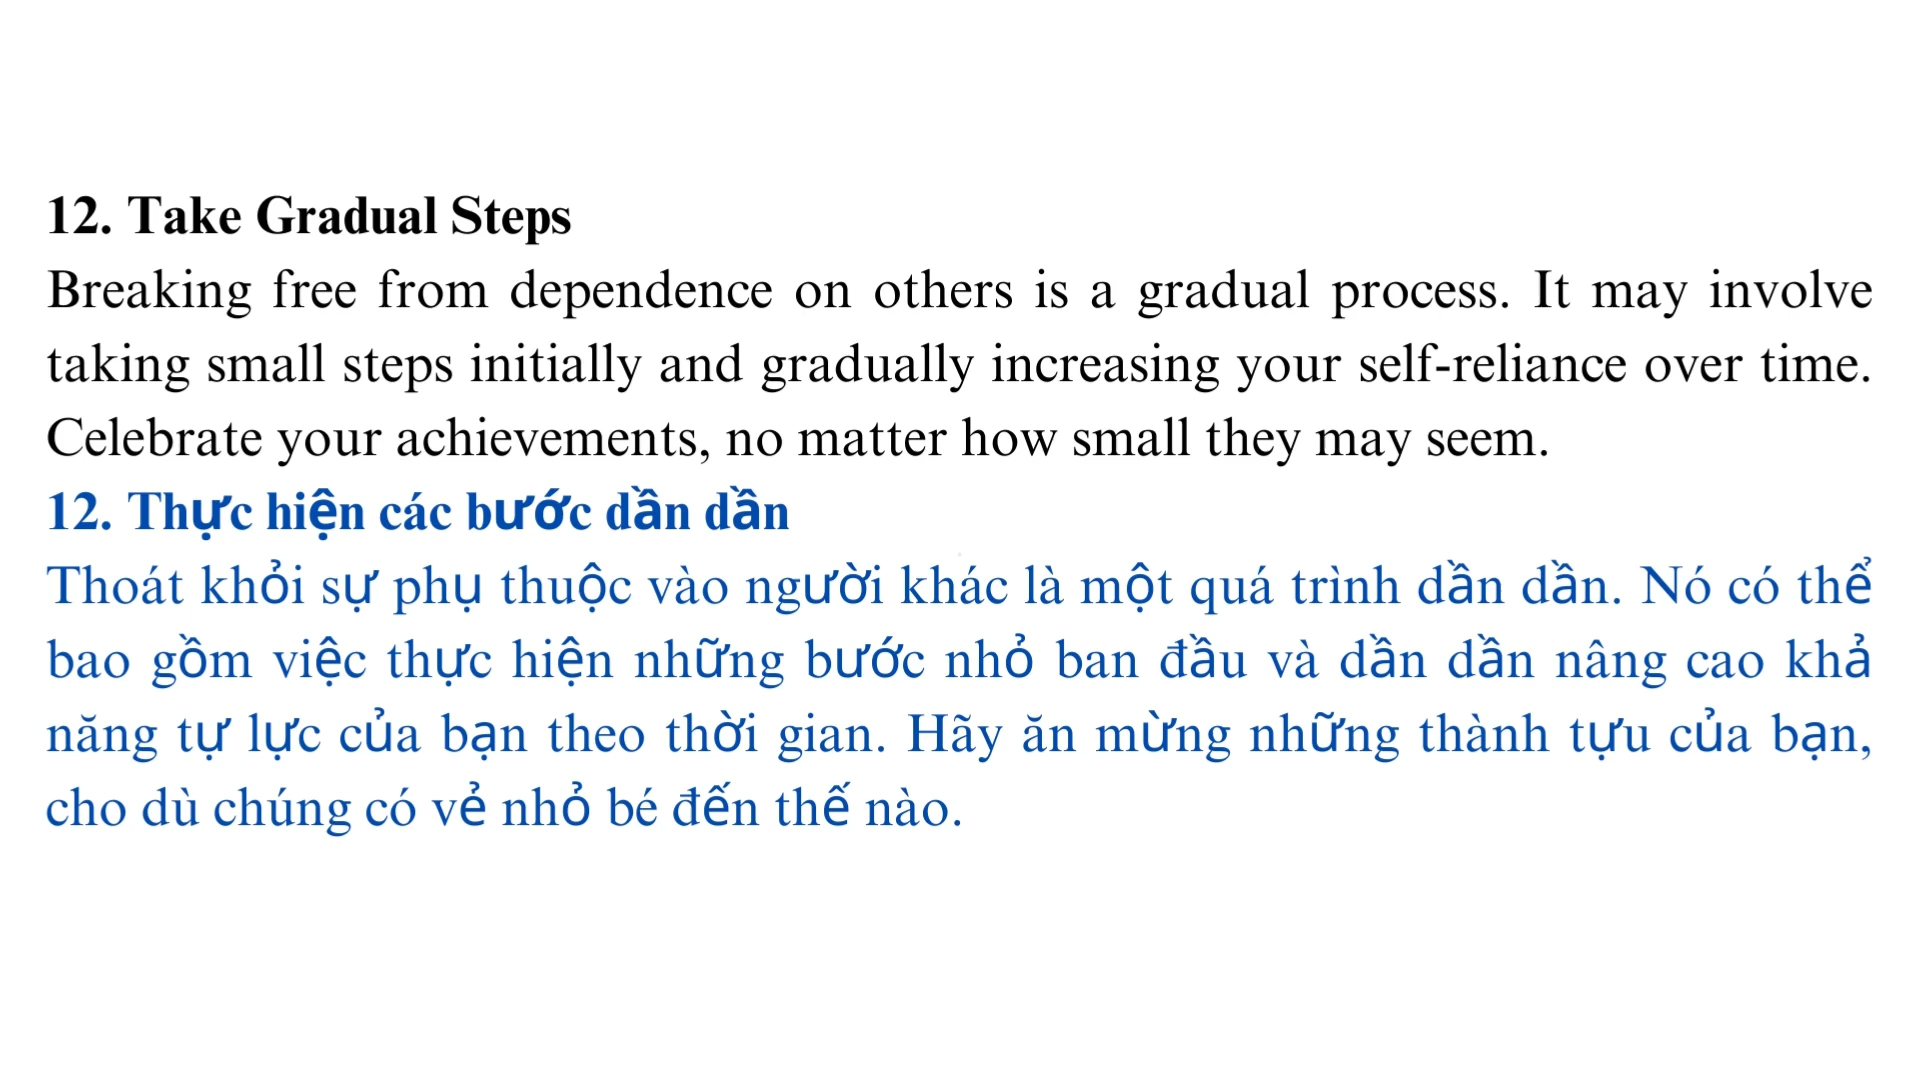 12. Take Gradual Steps
Breaking free from dependence on others is a gradual process. It may involve
taking small steps initially and gradually increasing your self-reliance over time.
Celebrate your achievements, no matter how small they may seem.
12. Thực hiện các bước dần dần
Thoát khỏi sự phụ thuộc vào người khác là một quá trình dần dần. Nó có thể
bao gồm việc thực hiện những bước nhỏ ban đầu và dần dần nâng cao khả
năng tự lực của bạn theo thời gian. Hãy ăn mừng những thành tựu của bạn,
cho dù chúng có vẻ nhỏ bé đến thế nào.